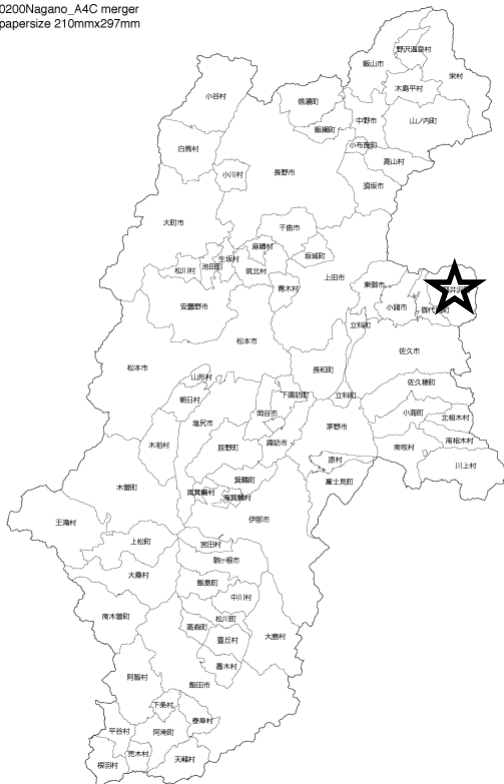 0200Nagano_A4C merger
papersize 210mmx297mm
野沢温泉村
飯山市
栄村
木島平村
小谷村
信濃町
中野市
山ノ内町
飯綱町
小布施町
白馬村
高山村
小川村
長野市
須坂市
大町市
千曲市
麻績村
坂城町
生坂村
池田町
松川村
筑北村
上田市
青木村
東御市
小諸市
御代
安曇野市
立科町
松本市
佐久市
松本市
長和町
山形村
佐久穂町
朝日村
下諏訪町
立科町
岡谷市
小海町
北相木村
塩尻市
茅野市
木祖村
辰野町
諏訪市
南相木村
南牧村
原村
川上村
箕輪町
富士見町
木曽町
南箕輪村
伊那市
王滝村
上松町
宮田村
駒ヶ根市
大桑村
飯島町
中川村
南木曽町
松川町
高森町
豊丘村
大鹿村
喬木村
阿智村
飯田市
下条村
泰阜村
平谷村
阿南町
売木村
天龍村
根羽村